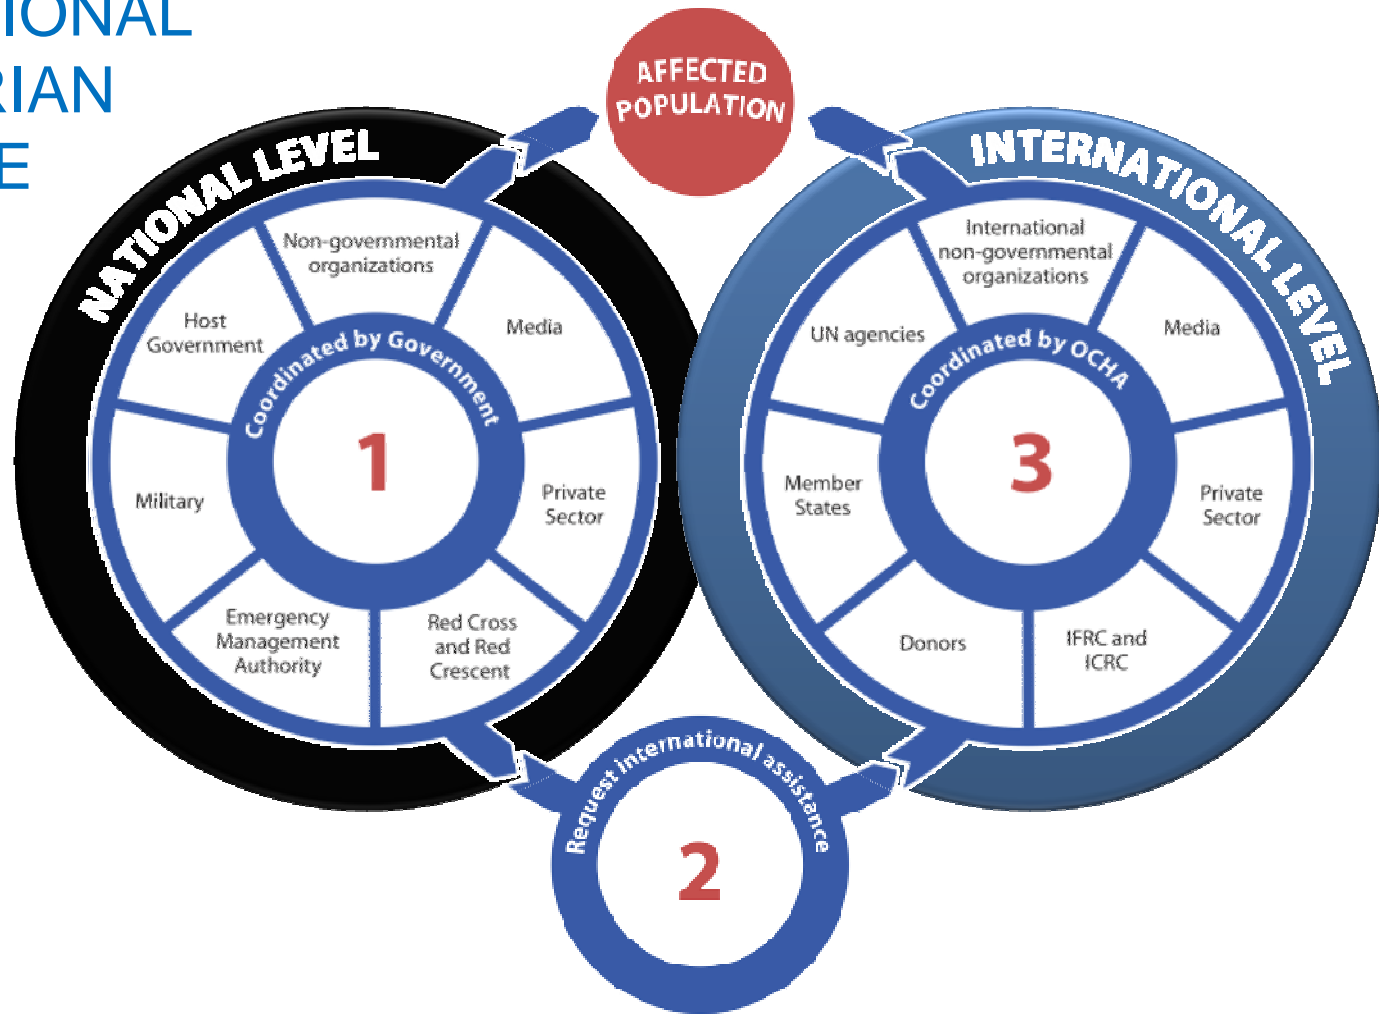 IONAL
RIAN
E
AFFECTED
POPULATION
NATIONAL LEVEL
Non-governmental
organizations
Host
Government
Media
Coordinated by Government
1
Military
Private
Sector
Emergency
Management
Authority
Red Cross
and Red
Crescent
INTERNATIONAL LEVEL
International
non-governmental
organizations
UN agencies
Media
Coordinated by OCHA
3
Member
States
Private
Sector
Donors
IFRC and
ICRC
Request international assistance
2